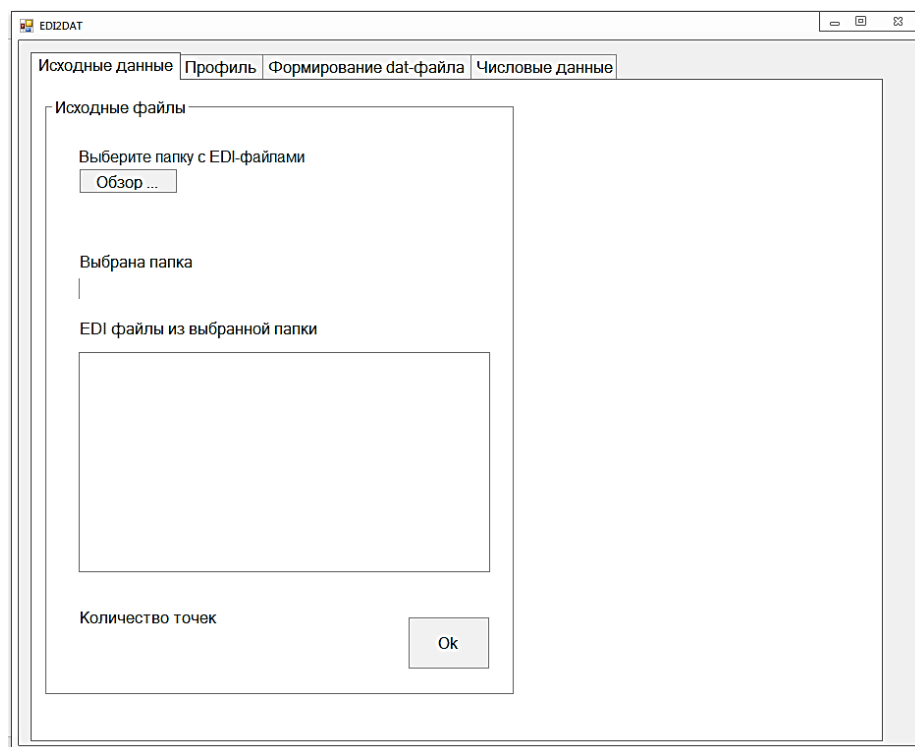 EDI2DAT
Исходные данные Профиль Формирование dat-файла Числовые данные
Исходные файлы
Выберите папку с EDI-файлами
Обзор ...
Выбрана папка
EDI файлы из выбранной папки
Количество точек
Ok